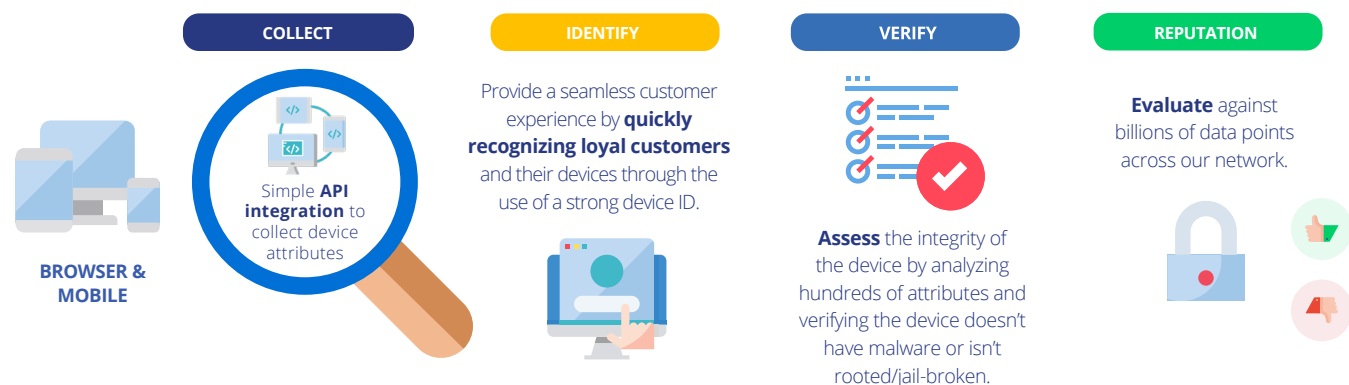 COLLECT
IDENTIFY
VERIFY
REPUTATION
BROWSER &
MOBILE
</>
</>
</>
Simple API
integration to
collect device
attributes
Provide a seamless customer
experience by quickly
recognizing loyal customers
and their devices through the
use of a strong device ID.
Assess the integrity of
the device by analyzing
hundreds of attributes and
verifying the device doesn’t
have malware or isn’t
rooted/jail-broken.
Evaluate against
billions of data points
across our network.